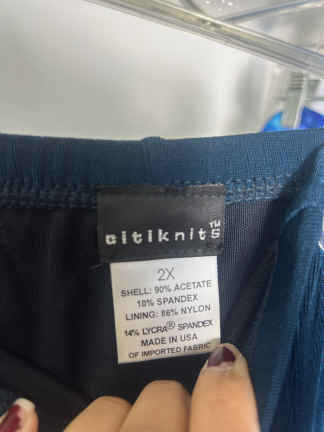 citiknits™
2X
SHELL: 90% ACETATE
10% SPANDEX
LINING: 86% NYLON
14% LYCRA® SPANDEX
MADE IN USA
OF IMPORTED FABRIC